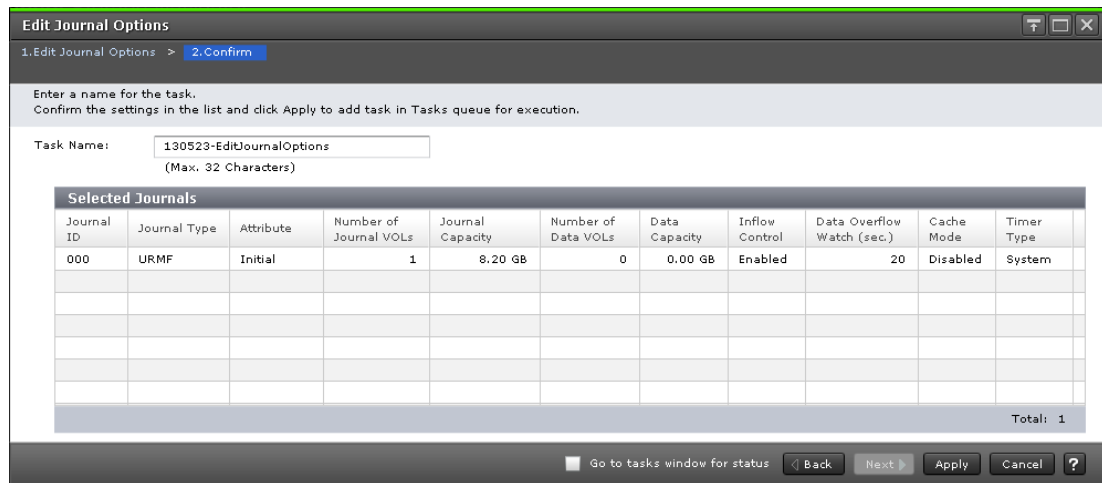 Edit Journal Options
1.Edit Journal Options > 2.Confirm
Enter a name for the task.
Confirm the settings in the list and click Apply to add task in Tasks queue for execution.
Task Name: 130523-EditJournalOptions
(Max. 32 Characters)
Selected Journals
Journal ID Journal Type Attribute Number of Journal VOLs Journal Capacity Number of Data VOLs Data Capacity Inflow Control Data Overflow Watch (sec.) Cache Mode Timer Type
000 URMF Initial 1 8.20 GB 0 0.00 GB Enabled 20 Disabled System
Total: 1
Go to tasks window for status Back Next Apply Cancel ?